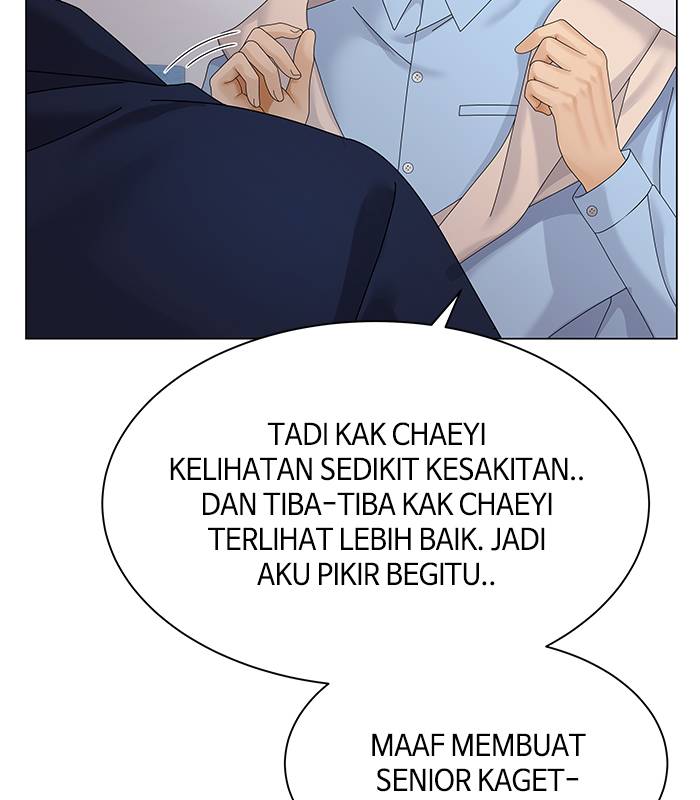 TADI KAK CHAEYI
KELIHATAN SEDIKIT KESAKITAN..
DAN TIBA-TIBA KAK CHAEYI
TERLIHAT LEBIH BAIK. JADI
AKU PIKIR BEGITU..
MAAF MEMBUAT
SENIOR KAGET-